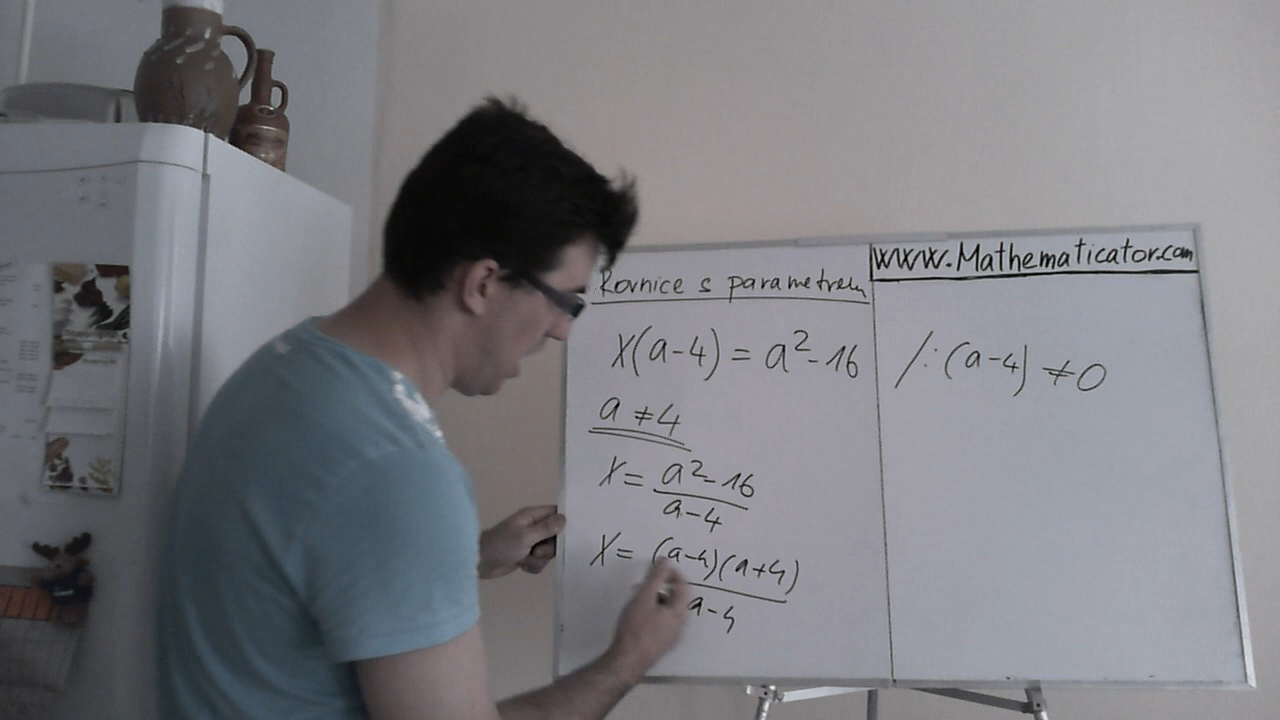 Rovnice s parametrem
x(a-4) = a²-16
a ≠ 4
x = a²-16
a-4
x = (a-4)(a+4)
a-4
www.Mathematicator.com
/:(a-4) ≠ 0